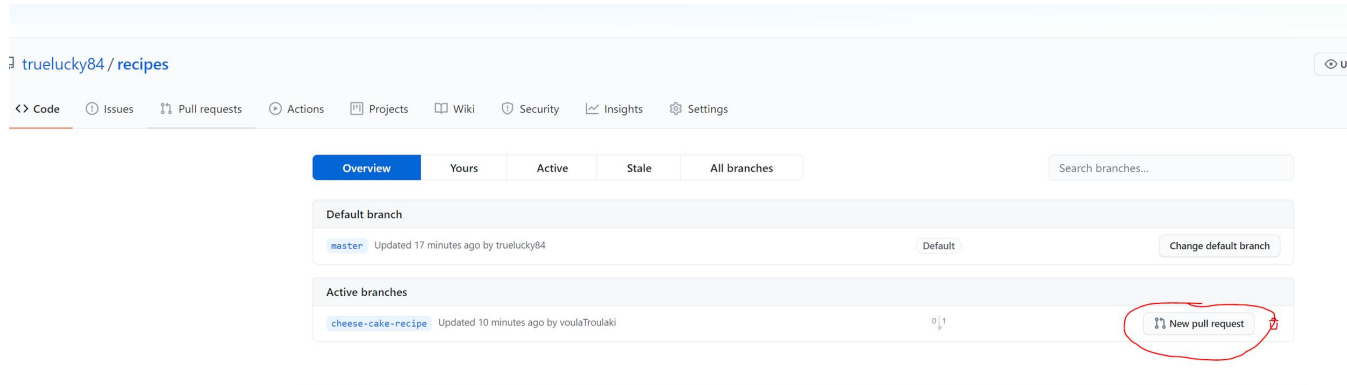 truelucky84 / recipes
U
<> Code Issues Pull requests Actions Projects Wiki Security Insights Settings
Overview Yours Active Stale All branches Search branches...
Default branch
master Updated 17 minutes ago by truelucky84 Default Change default branch
Active branches
cheese-cake-recipe Updated 10 minutes ago by voulaTroulaki 0 1 New pull request